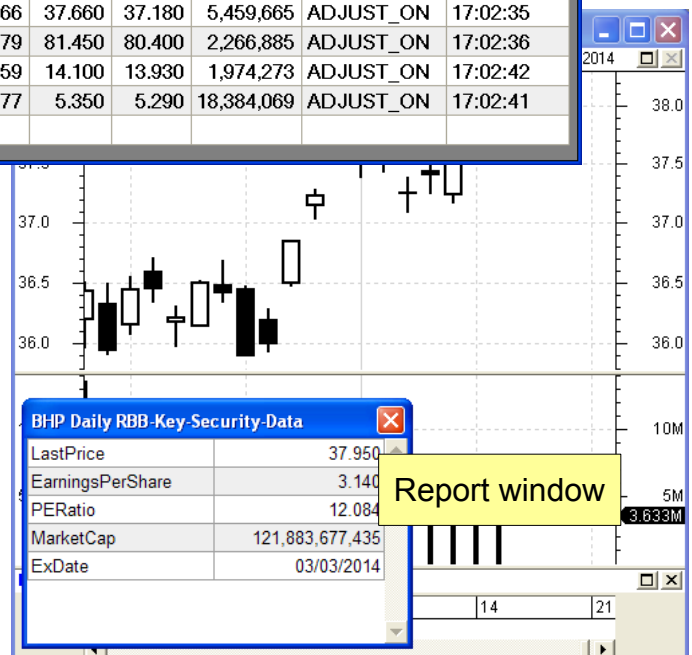 66 37.660 37.180 5,459,665 ADJUST_ON 17:02:35
79 81.450 80.400 2,266,885 ADJUST_ON 17:02:36
59 14.100 13.930 1,974,273 ADJUST_ON 17:02:42
77 5.350 5.290 18,384,069 ADJUST_ON 17:02:41
2014
38.0
37.5
37.0 37.0
36.5 36.5
36.0 36.0
BHP Daily RBB-Key-Security-Data
LastPrice 37.950
EarningsPerShare 3.140
PERatio 12.084
MarketCap 121,883,677,435
ExDate 03/03/2014
Report window
10M
5M
3.633M
14 21